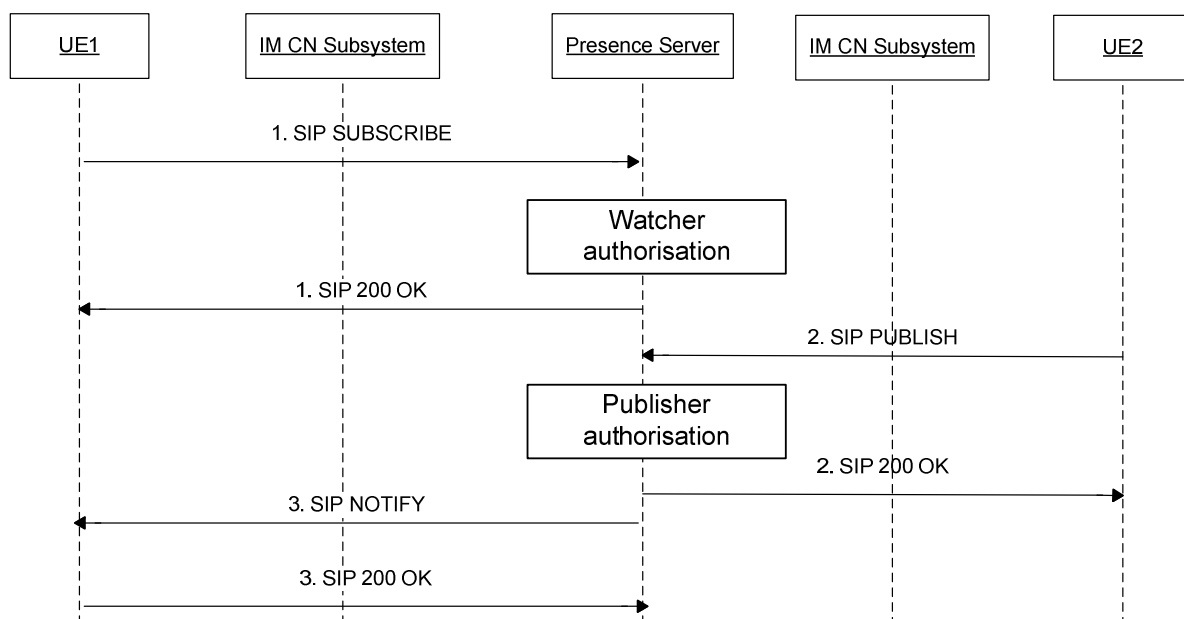 UE1
IM CN Subsystem
Presence Server
IM CN Subsystem
UE2
1. SIP SUBSCRIBE
Watcher
authorisation
1. SIP 200 OK
2. SIP PUBLISH
Publisher
authorisation
2. SIP 200 OK
3. SIP NOTIFY
3. SIP 200 OK